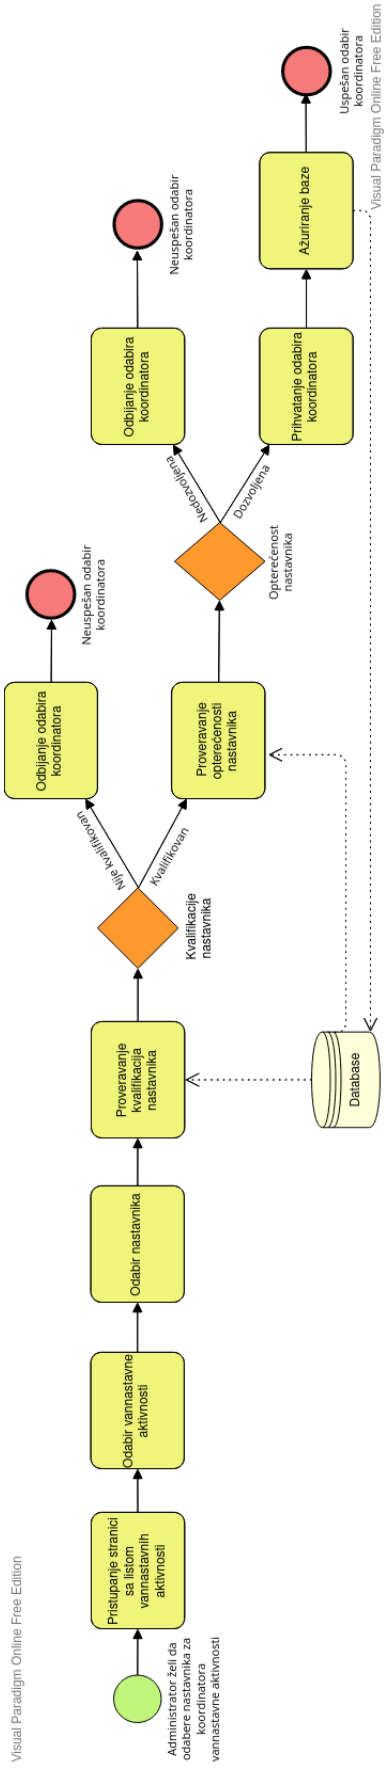 Visual Paradigm Online Free Edition
Administrator želi da
odabere nastavnika za
koordinatora
vannastavne aktivnosti
Pristupanje stranici
sa listom
vannastavnih
aktivnosti
Odabir vannastavne
aktivnosti
Odabir nastavnika
Proveravanje
kvalifikacija
nastavnika
Kvalifikacije
nastavnika
Nije kvalifikovan
Kvalifikovan
Odbijanje odabira
koordinatora
Neuspešan odabir
koordinatora
Proveravanje
opterećenosti
nastavnika
Opterećenost
nastavnika
Nedozvoljena
Dozvoljena
Odbijanje odabira
koordinatora
Neuspešan odabir
koordinatora
Prihvatanje odabira
koordinatora
Ažuriranje baze
Uspešan odabir
koordinatora
Database
Visual Paradigm Online Free Edition